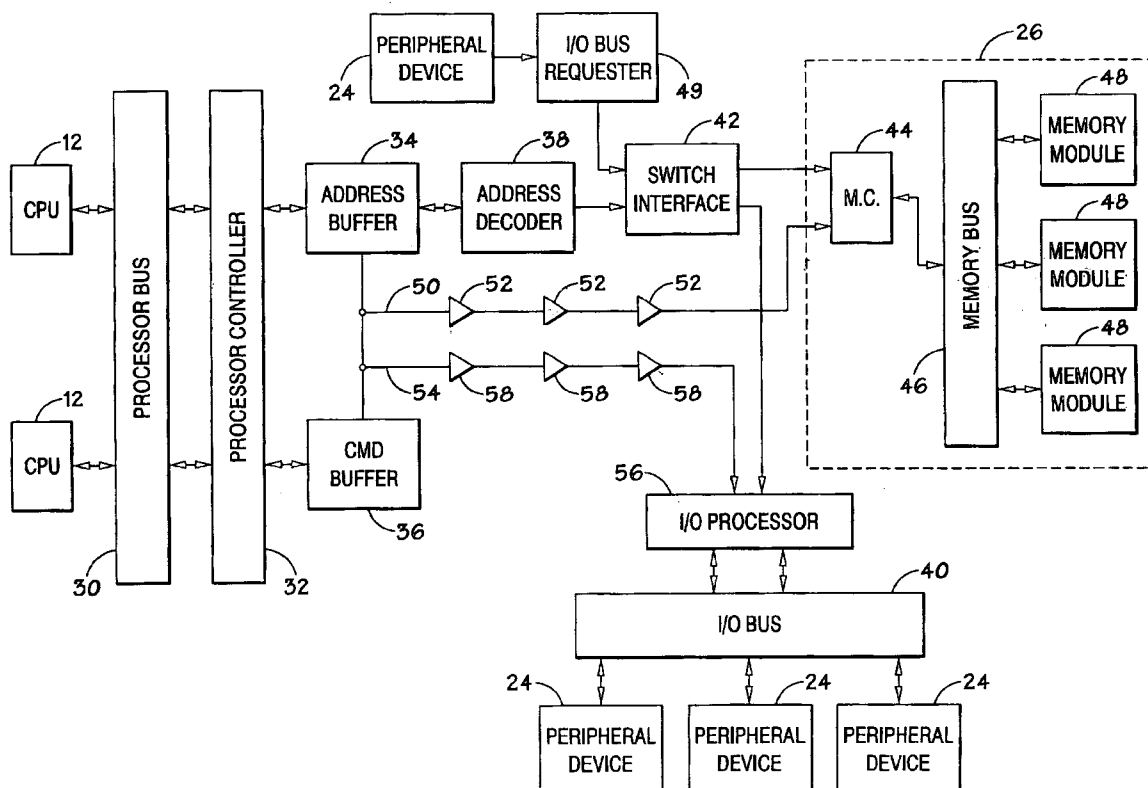 PERIPHERAL
DEVICE
24
I/O BUS
REQUESTER
49
26
12
CPU
34
ADDRESS
BUFFER
38
ADDRESS
DECODER
42
SWITCH
INTERFACE
44
M.C.
48
MEMORY
MODULE
48
MEMORY
MODULE
48
MEMORY
MODULE
MEMORY BUS
46
PROCESSOR BUS
30
PROCESSOR CONTROLLER
32
50
52
52
52
54
58
58
58
12
CPU
CMD
BUFFER
36
56
I/O PROCESSOR
40
I/O BUS
24
PERIPHERAL
DEVICE
24
PERIPHERAL
DEVICE
24
PERIPHERAL
DEVICE